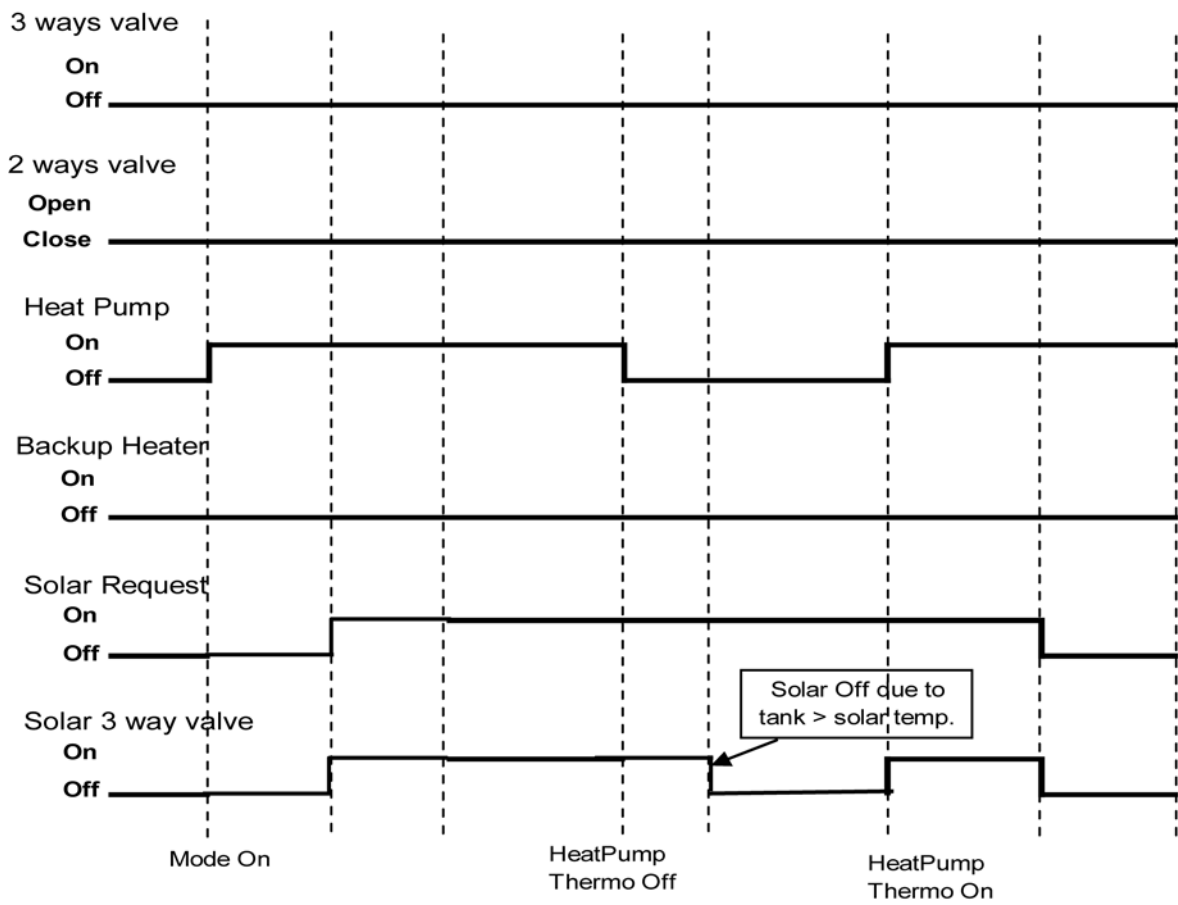 3 ways valve
On
Off
2 ways valve
Open
Close
Heat Pump
On
Off
Backup Heater
On
Off
Solar Request
On
Off
Solar Off due to
tank > solar temp.
Solar 3 way valve
On
Off
Mode On
HeatPump
Thermo Off
HeatPump
Thermo On